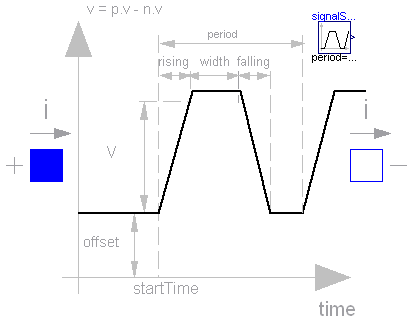 v = p.v - n.v
signalS...
period
period=...
rising
width
falling
i
i
+
V
−
offset
startTime
time